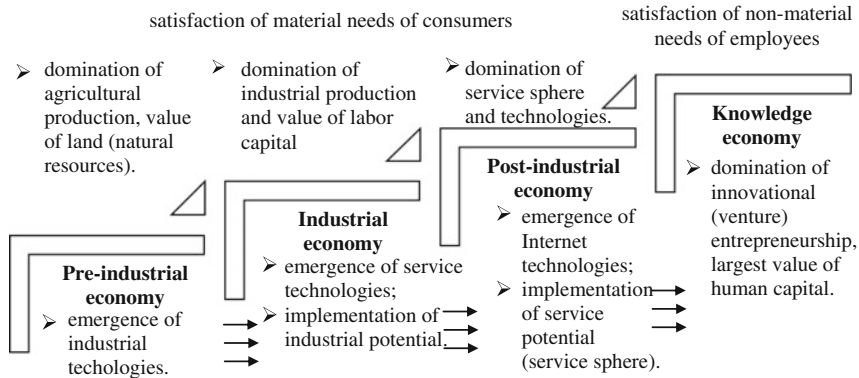 satisfaction of material needs of consumers
satisfaction of non-material
needs of employees
➢ domination of
agricultural
production, value
of land (natural
resources).
➢ domination of
industrial production
and value of labor
capital
➢ domination of
service sphere
and technologies.
Pre-industrial
economy
➢ emergence of
industrial
techologies.
Industrial
economy
➢ emergence of service
technologies;
➢ implementation of
industrial potential.
Post-industrial
economy
➢ emergence of
Internet
technologies;
➢ implementation
of service
potential
(service sphere).
Knowledge
economy
➢ domination of
innovational
(venture)
entrepreneurship,
largest value of
human capital.